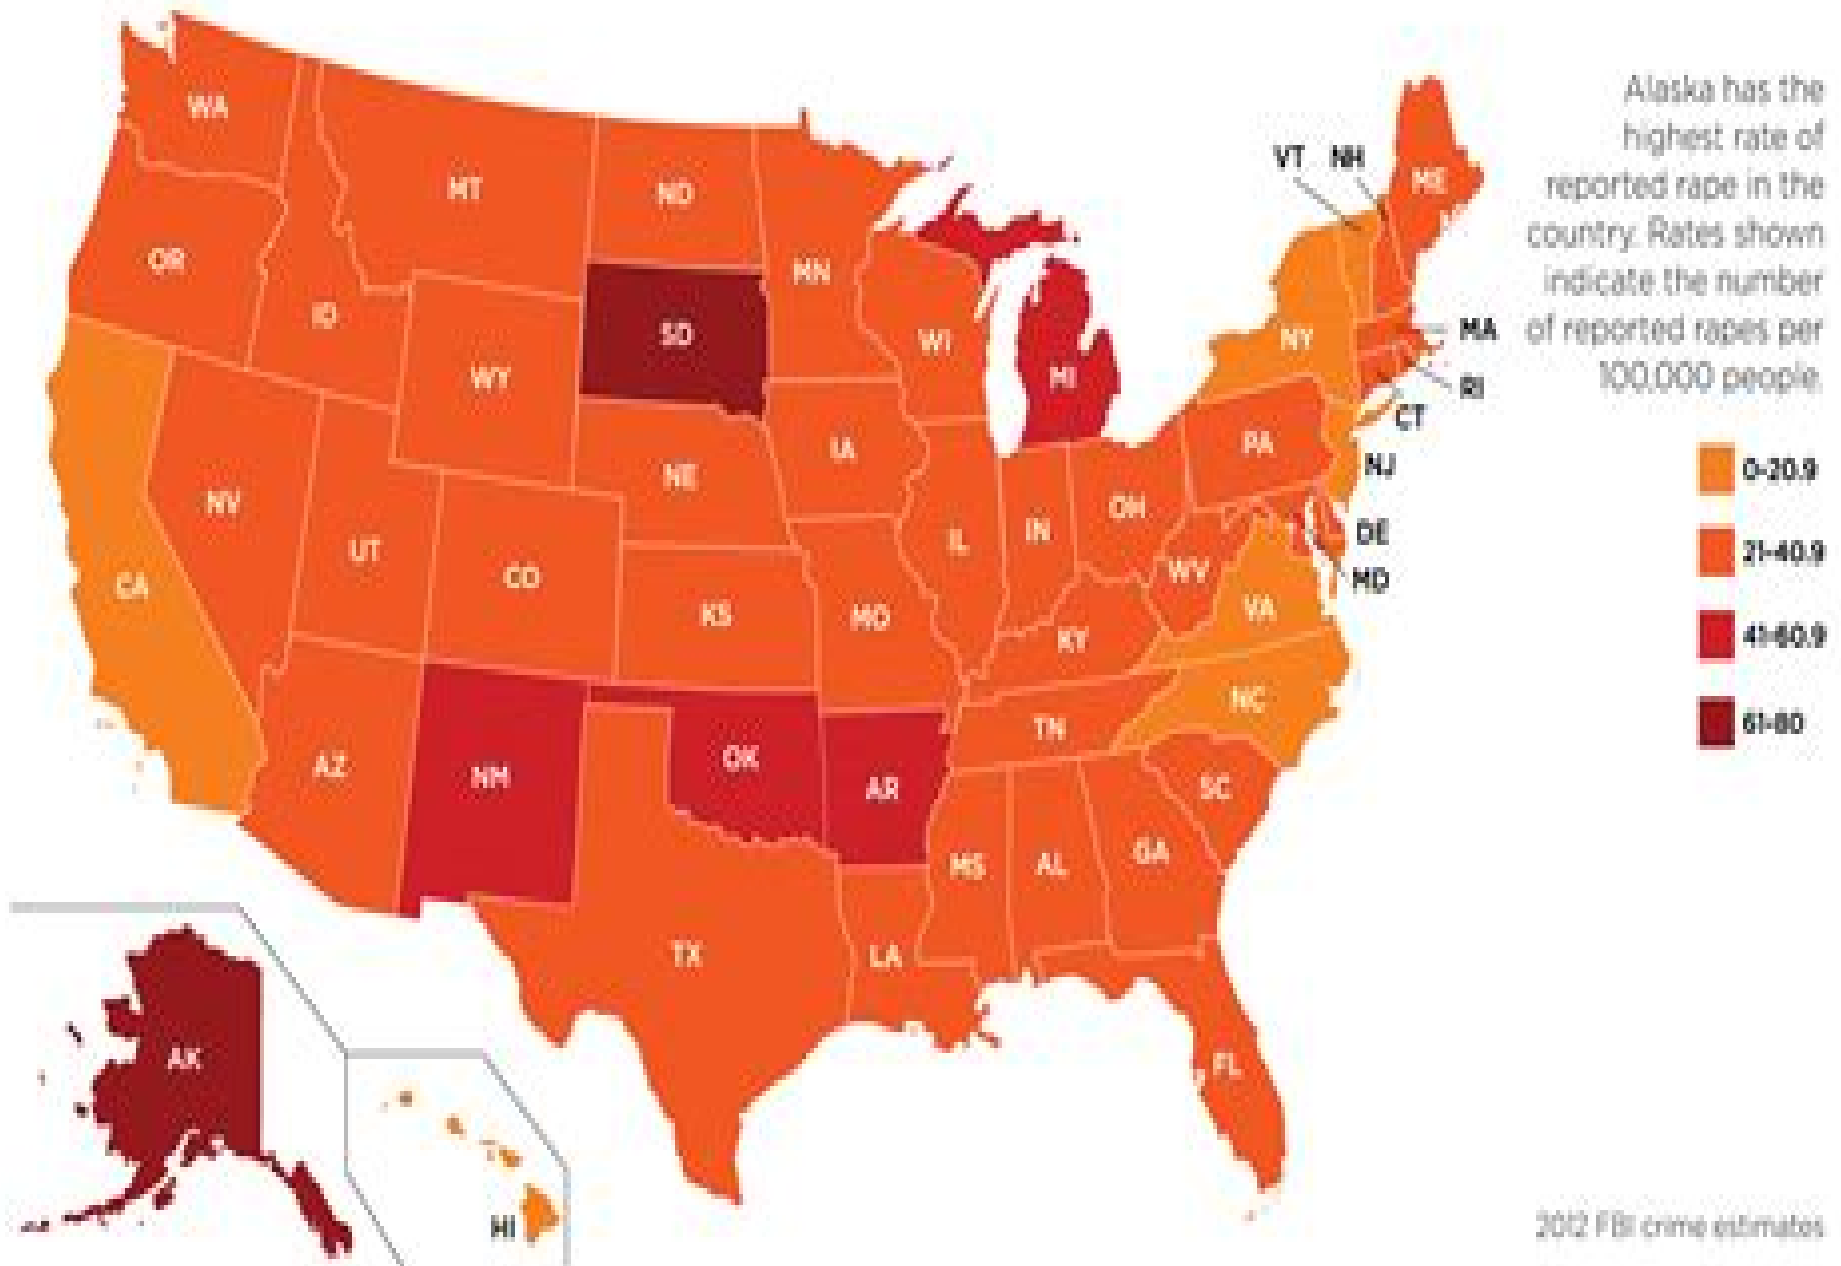 Alaska has the
highest rate of
reported rape in the
country. Rates shown
indicate the number
of reported rapes per
100,000 people.
0-20.9
21-40.9
41-60.9
61-80
WA
MT
ND
MN
OR
ID
WY
SD
WI
MI
VT
NH
ME
NY
MA
RI
CT
NJ
PA
DE
MD
CA
NV
UT
CO
NE
IA
KS
MO
IL
IN
OH
WV
VA
KY
NC
TN
AZ
NM
OK
AR
SC
MS
AL
GA
TX
LA
FL
AK
HI
2012 FBI crime estimates